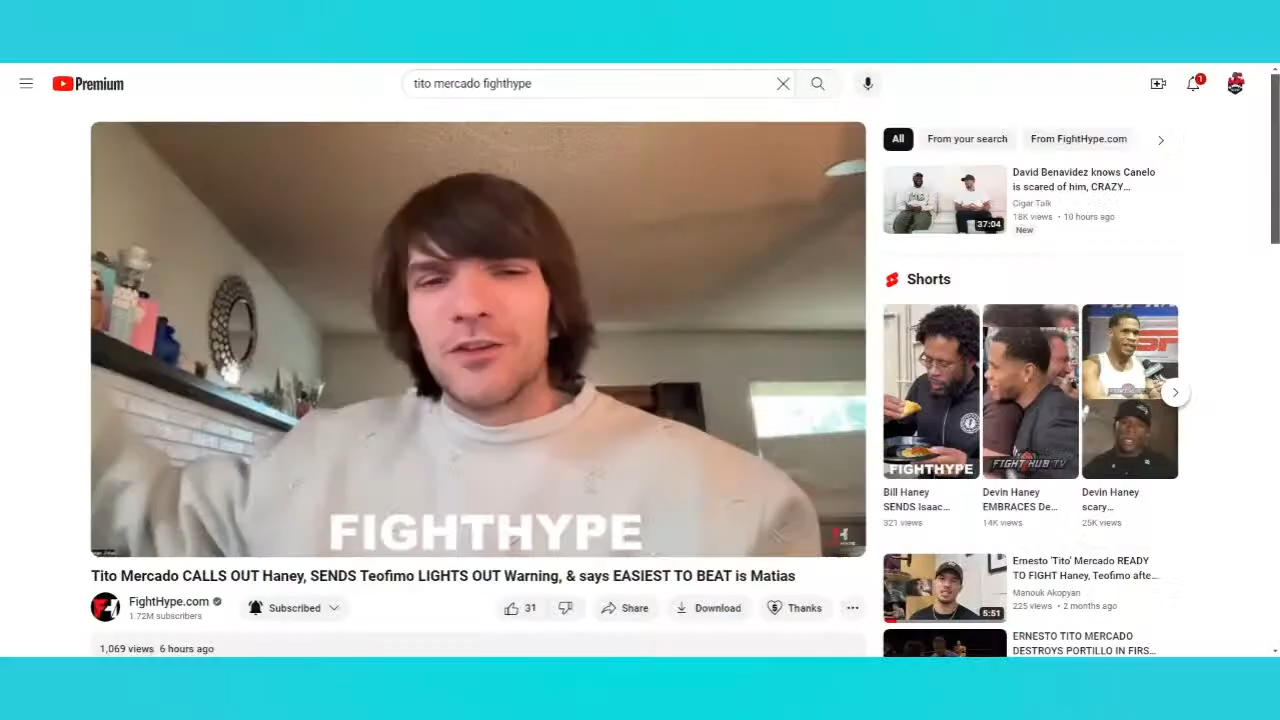 Premium
tito mercado fighthype
1
All
From your search
From FightHype.com
David Benavidez knows Canelo
is scared of him, CRAZY...
Cigar Talk
18K views • 10 hours ago
New
37:04
Shorts
FIGHTHYPE
FIGHT HUB TV
Bill Haney
SENDS Isaac...
321 views
Devin Haney
EMBRACES De...
14K views
Devin Haney
scary...
25K views
FIGHTHYPE
Tito Mercado CALLS OUT Haney, SENDS Teofimo LIGHTS OUT Warning, & says EASIEST TO BEAT is Matias
FightHype.com
1.72M subscribers
Subscribed
31
Share
Download
Thanks
1,069 views 6 hours ago
Ernesto 'Tito' Mercado READY
TO FIGHT Haney, Teofimo afte...
Manouk Akopyan
225 views • 2 months ago
5:51
ERNESTO TITO MERCADO
DESTROYS PORTILLO IN FIRS...